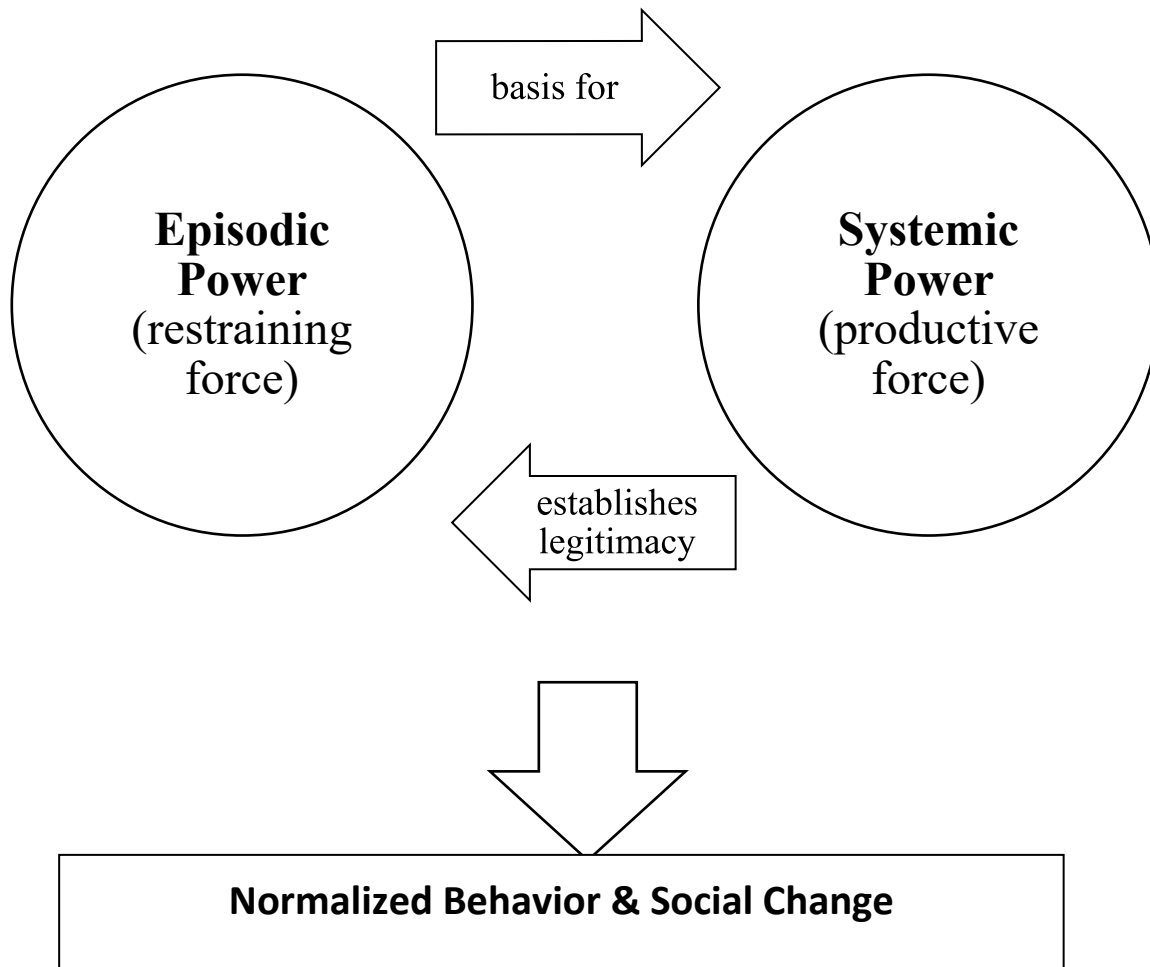 basis for
Episodic
Power
(restraining
force)
Systemic
Power
(productive
force)
establishes
legitimacy
Normalized Behavior & Social Change